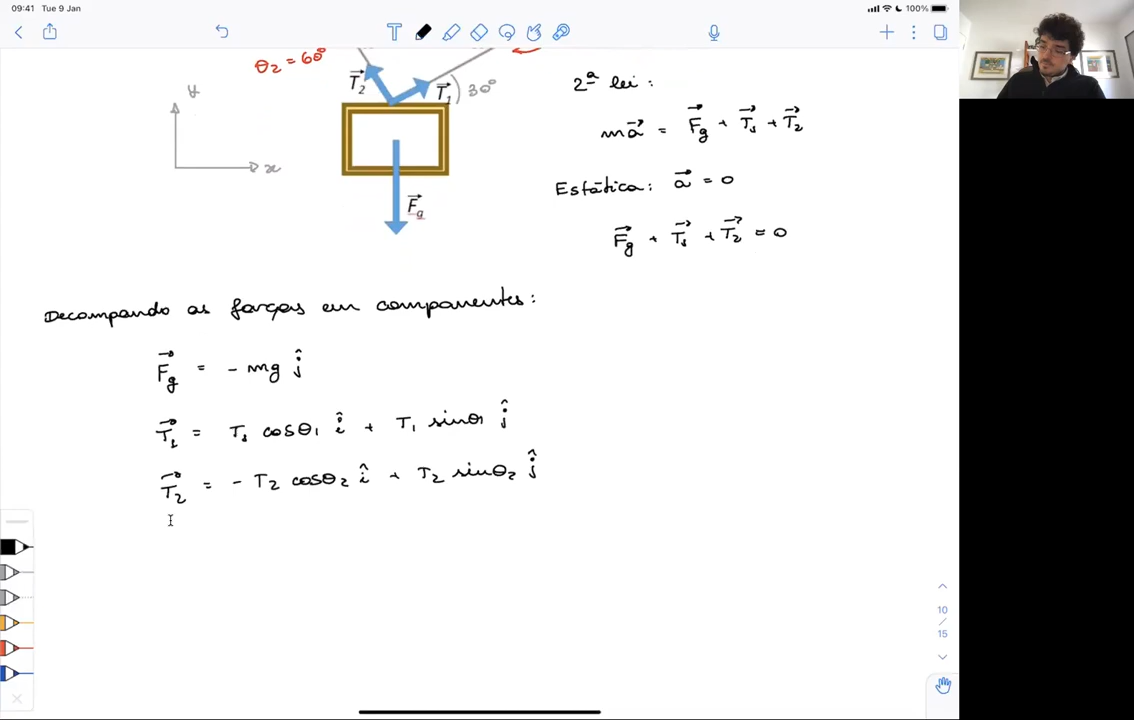 09:41 Tue 9 Jan
100%
θ2 = 60°
T2
T1
30°
y
x
Fg
2ª lei:
ma = Fg + T1 + T2
Estática: a = 0
Fg + T1 + T2 = 0
Decompondo as forças em componentes:
Fg = - mg ĵ
T1 = T1 cosθ1 î + T1 sinθ1 ĵ
T2 = - T2 cosθ2 î + T2 sinθ2 ĵ
10
/
15